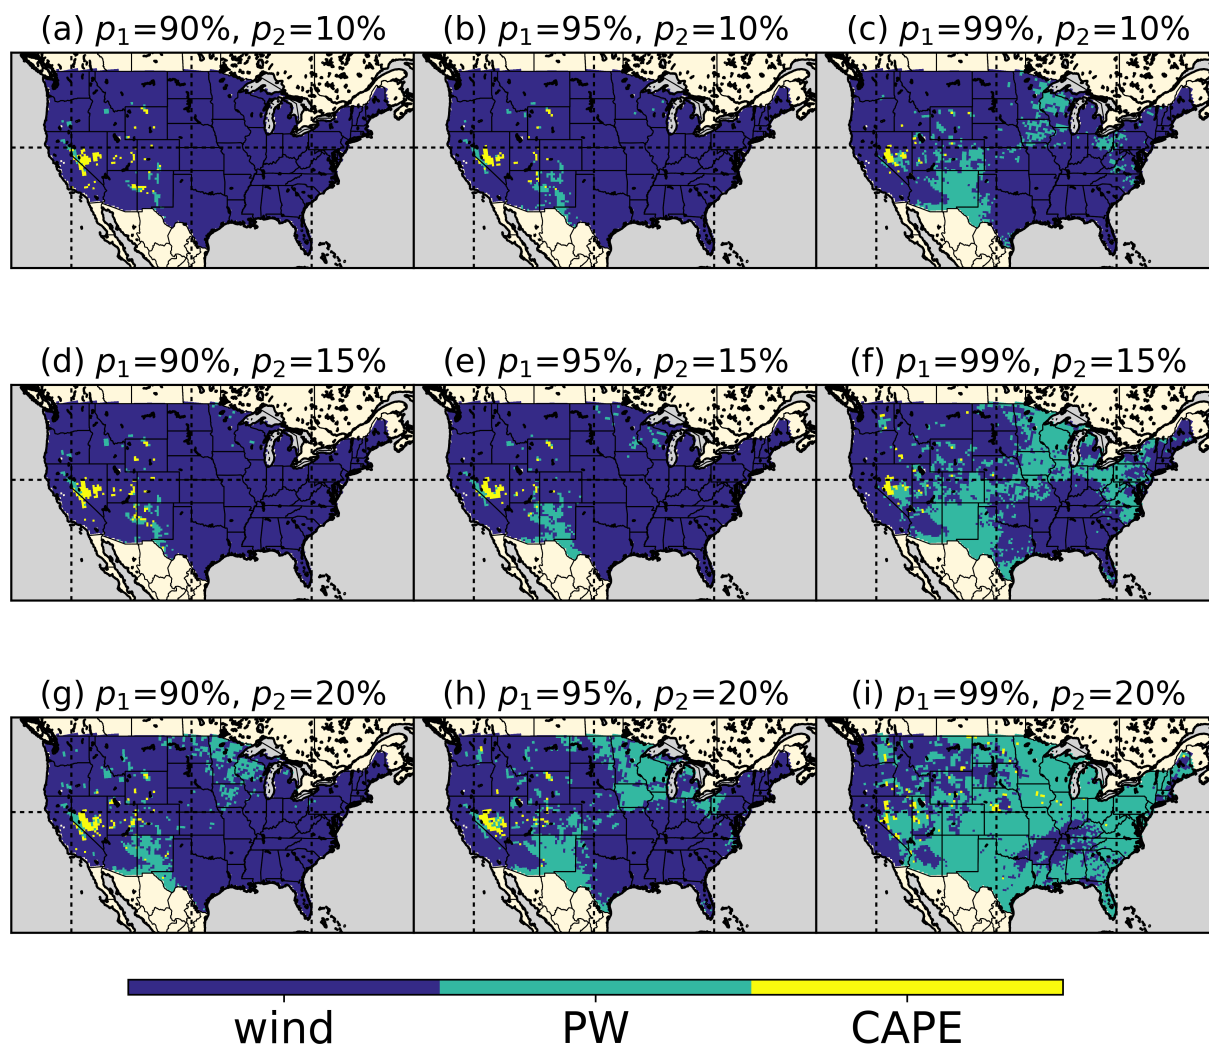 (a) p₁=90%, p₂=10%
(b) p₁=95%, p₂=10%
(c) p₁=99%, p₂=10%
(d) p₁=90%, p₂=15%
(e) p₁=95%, p₂=15%
(f) p₁=99%, p₂=15%
(g) p₁=90%, p₂=20%
(h) p₁=95%, p₂=20%
(i) p₁=99%, p₂=20%
wind
PW
CAPE